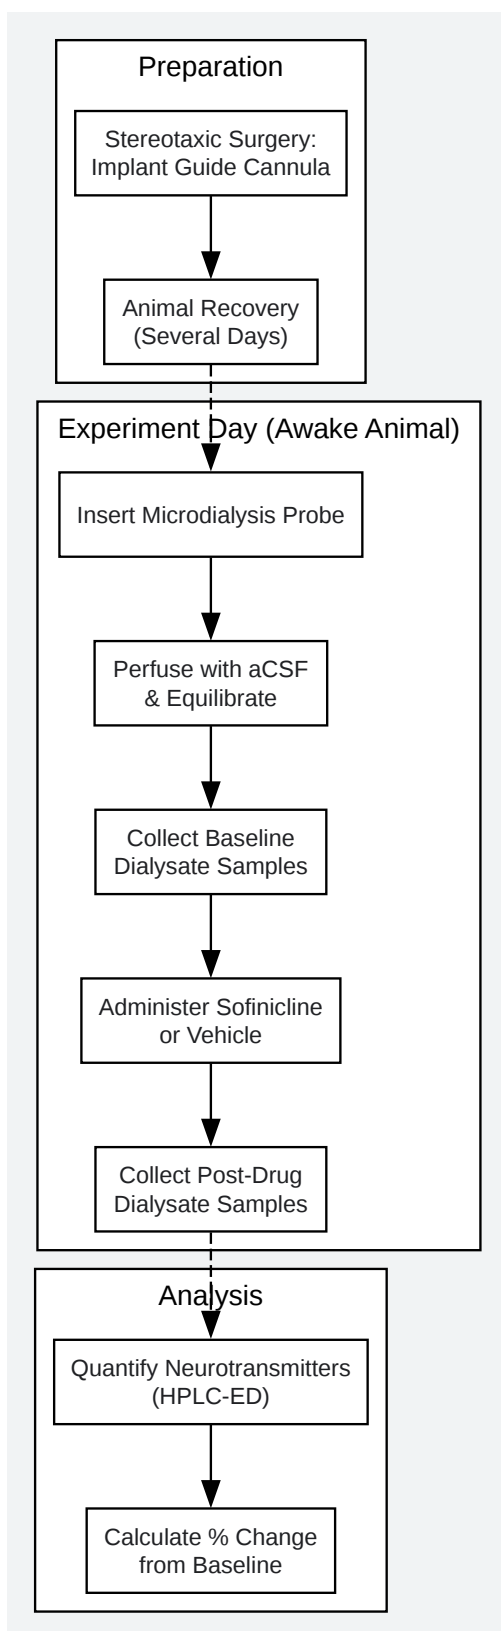 Preparation
Stereotaxic Surgery:
Implant Guide Cannula
Animal Recovery
(Several Days)
Experiment Day (Awake Animal)
Insert Microdialysis Probe
Perfuse with aCSF
& Equilibrate
Collect Baseline
Dialysate Samples
Administer Sofinicline
or Vehicle
Collect Post-Drug
Dialysate Samples
Analysis
Quantify Neurotransmitters
(HPLC-ED)
Calculate % Change
from Baseline